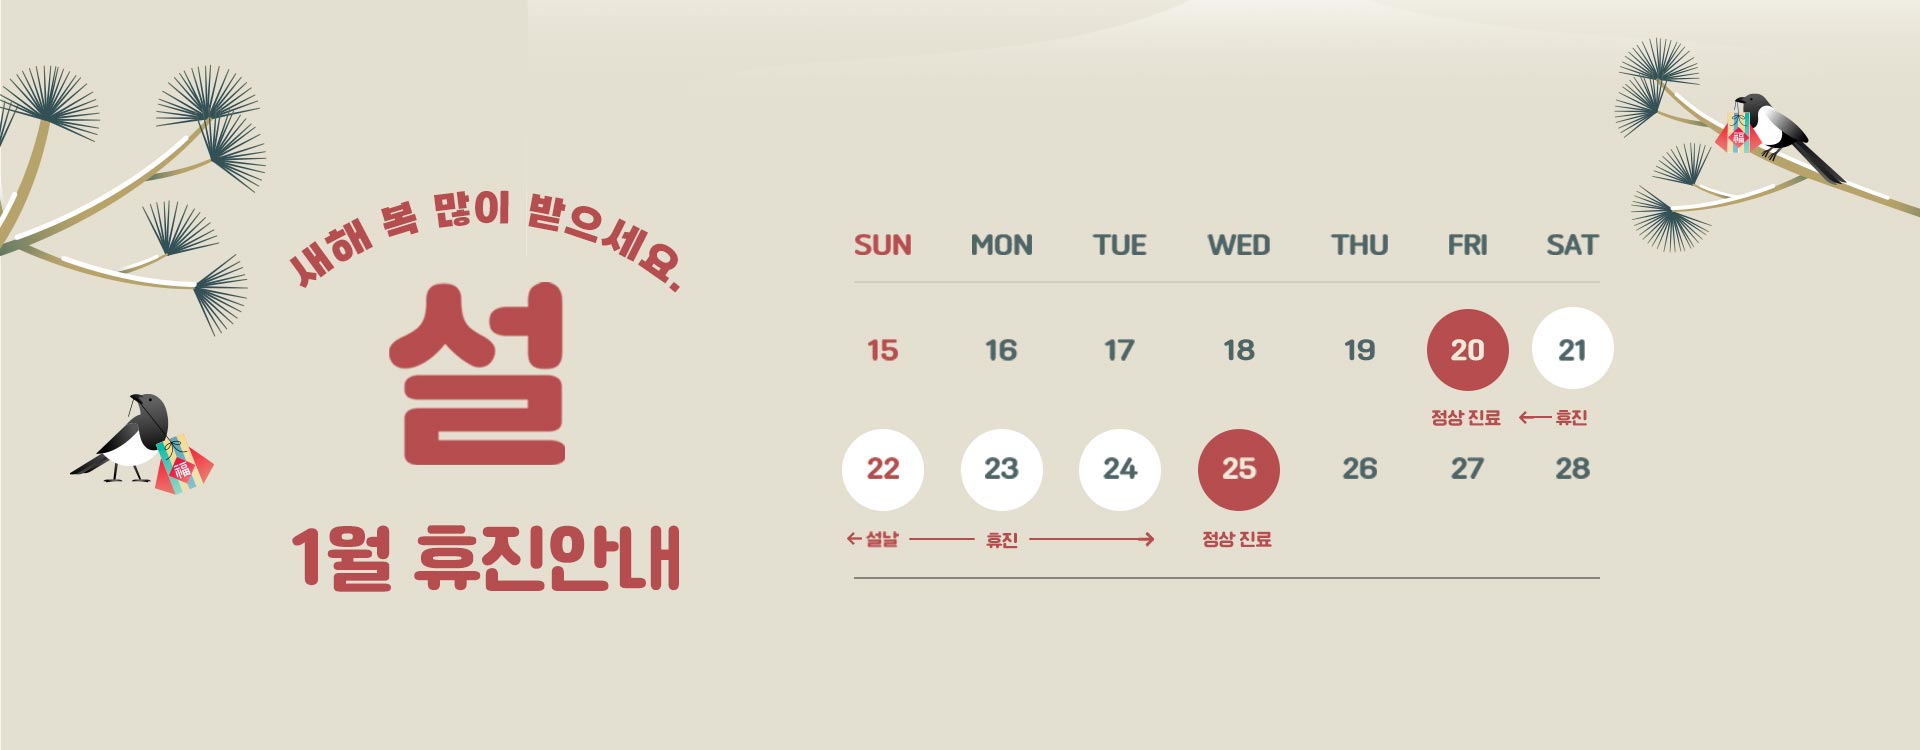 새해 복 많이 받으세요.
설
1월 휴진안내
SUN MON TUE WED THU FRI SAT
15 16 17 18 19 20 21
정상 진료 ← 휴진
22 23 24 25 26 27 28
← 설날 휴진 → 정상 진료
福
福